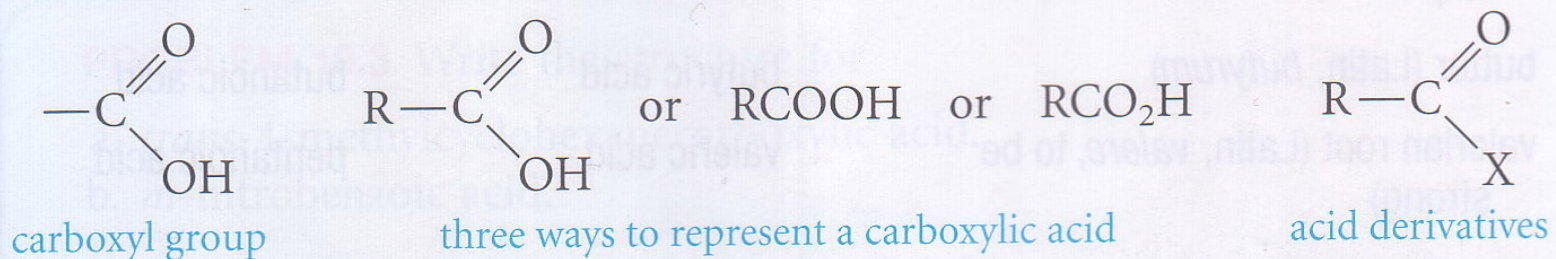 O O O
—C R—C or RCOOH or RCO₂H R—C
OH OH X
carboxyl group three ways to represent a carboxylic acid acid derivatives